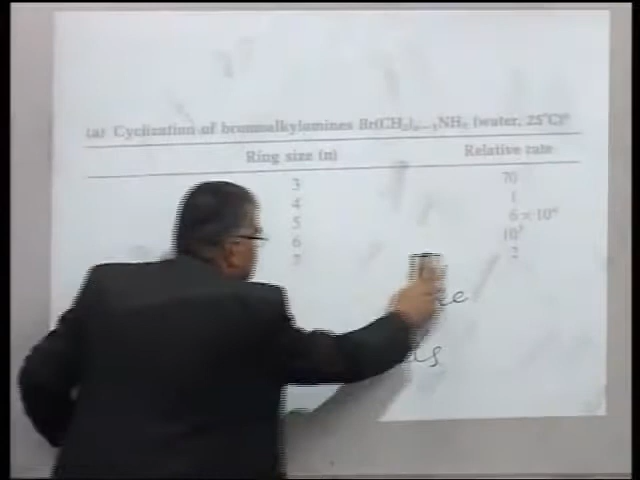 (a) Cyclization of bromoalkylamines Br(CH₂)ₙ₋₁NH₂ (water, 25°C)ᵃ
Ring size (n) Relative rate
3 70
4 1
5 6 × 10⁴
6 10³
7 2